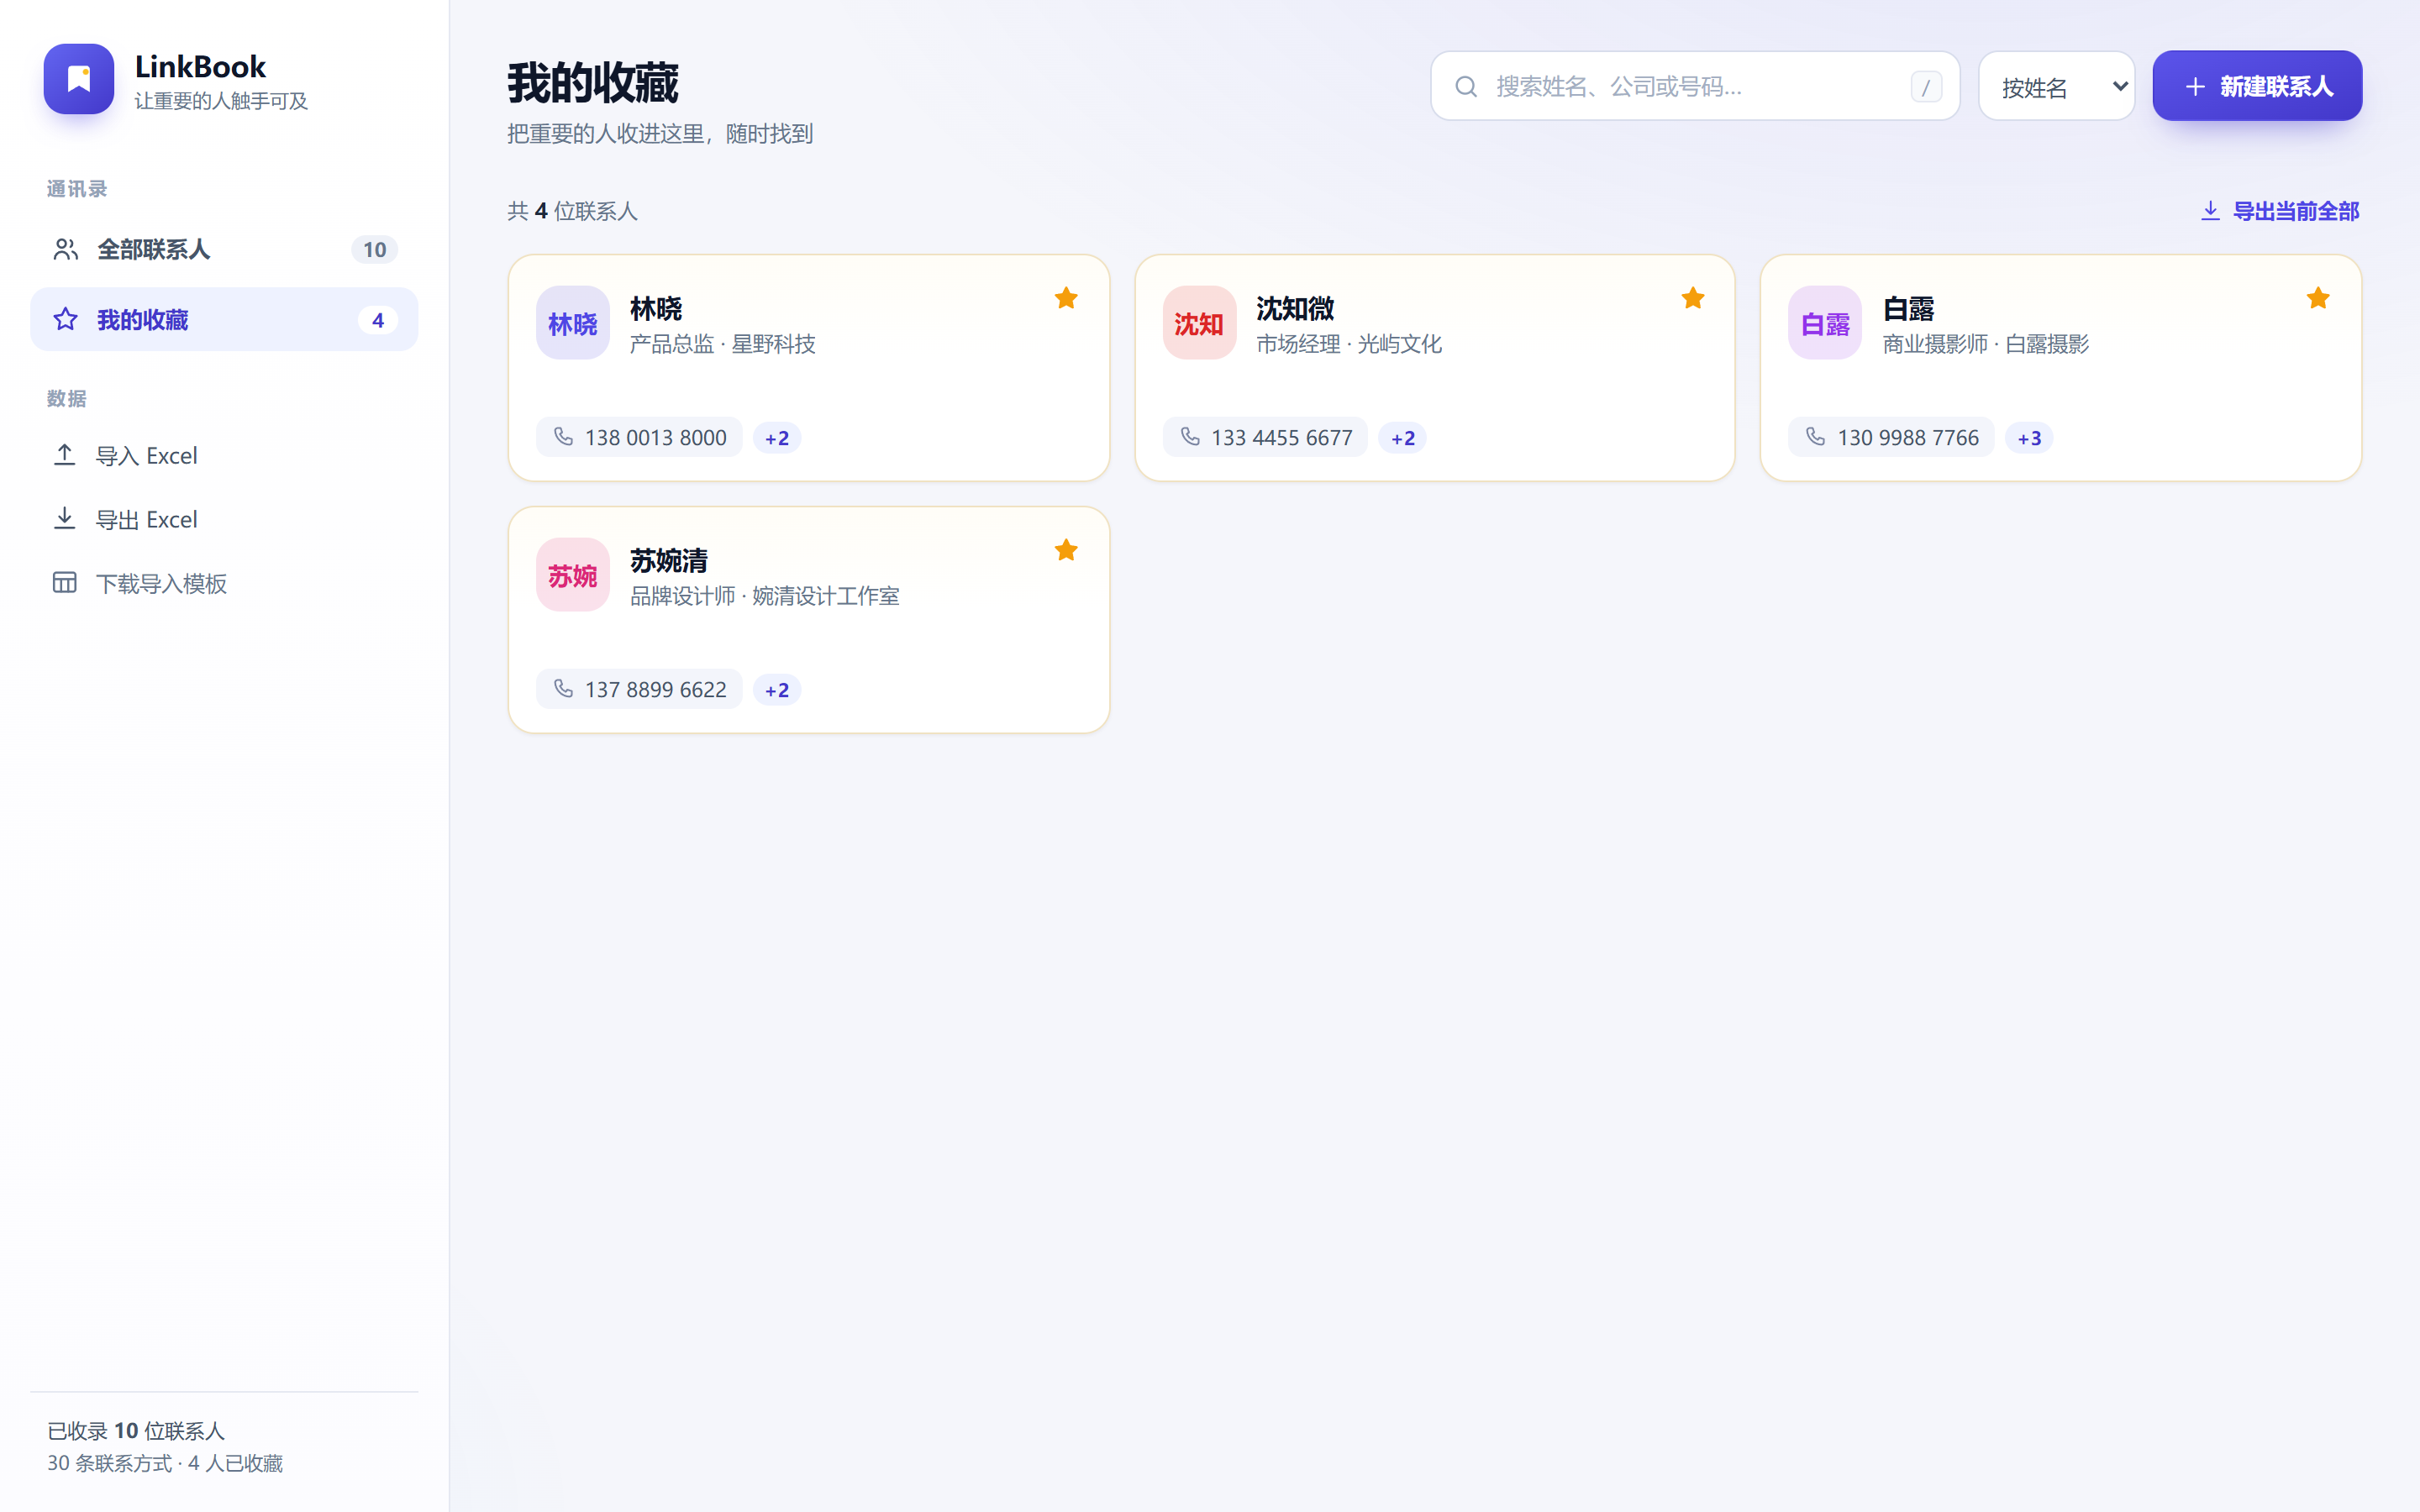 LinkBook
让重要的人触手可及
通讯录
全部联系人 10
我的收藏 4
数据
导入 Excel
导出 Excel
下载导入模板
已收录 10 位联系人
30 条联系方式 · 4 人已收藏
我的收藏
把重要的人收进这里，随时找到
搜索姓名、公司或号码... /
按姓名
新建联系人
共 4 位联系人
导出当前全部
林晓
林晓
产品总监 · 星野科技
138 0013 8000 +2
沈知
沈知微
市场经理 · 光屿文化
133 4455 6677 +2
白露
白露
商业摄影师 · 白露摄影
130 9988 7766 +3
苏婉
苏婉清
品牌设计师 · 婉清设计工作室
137 8899 6622 +2